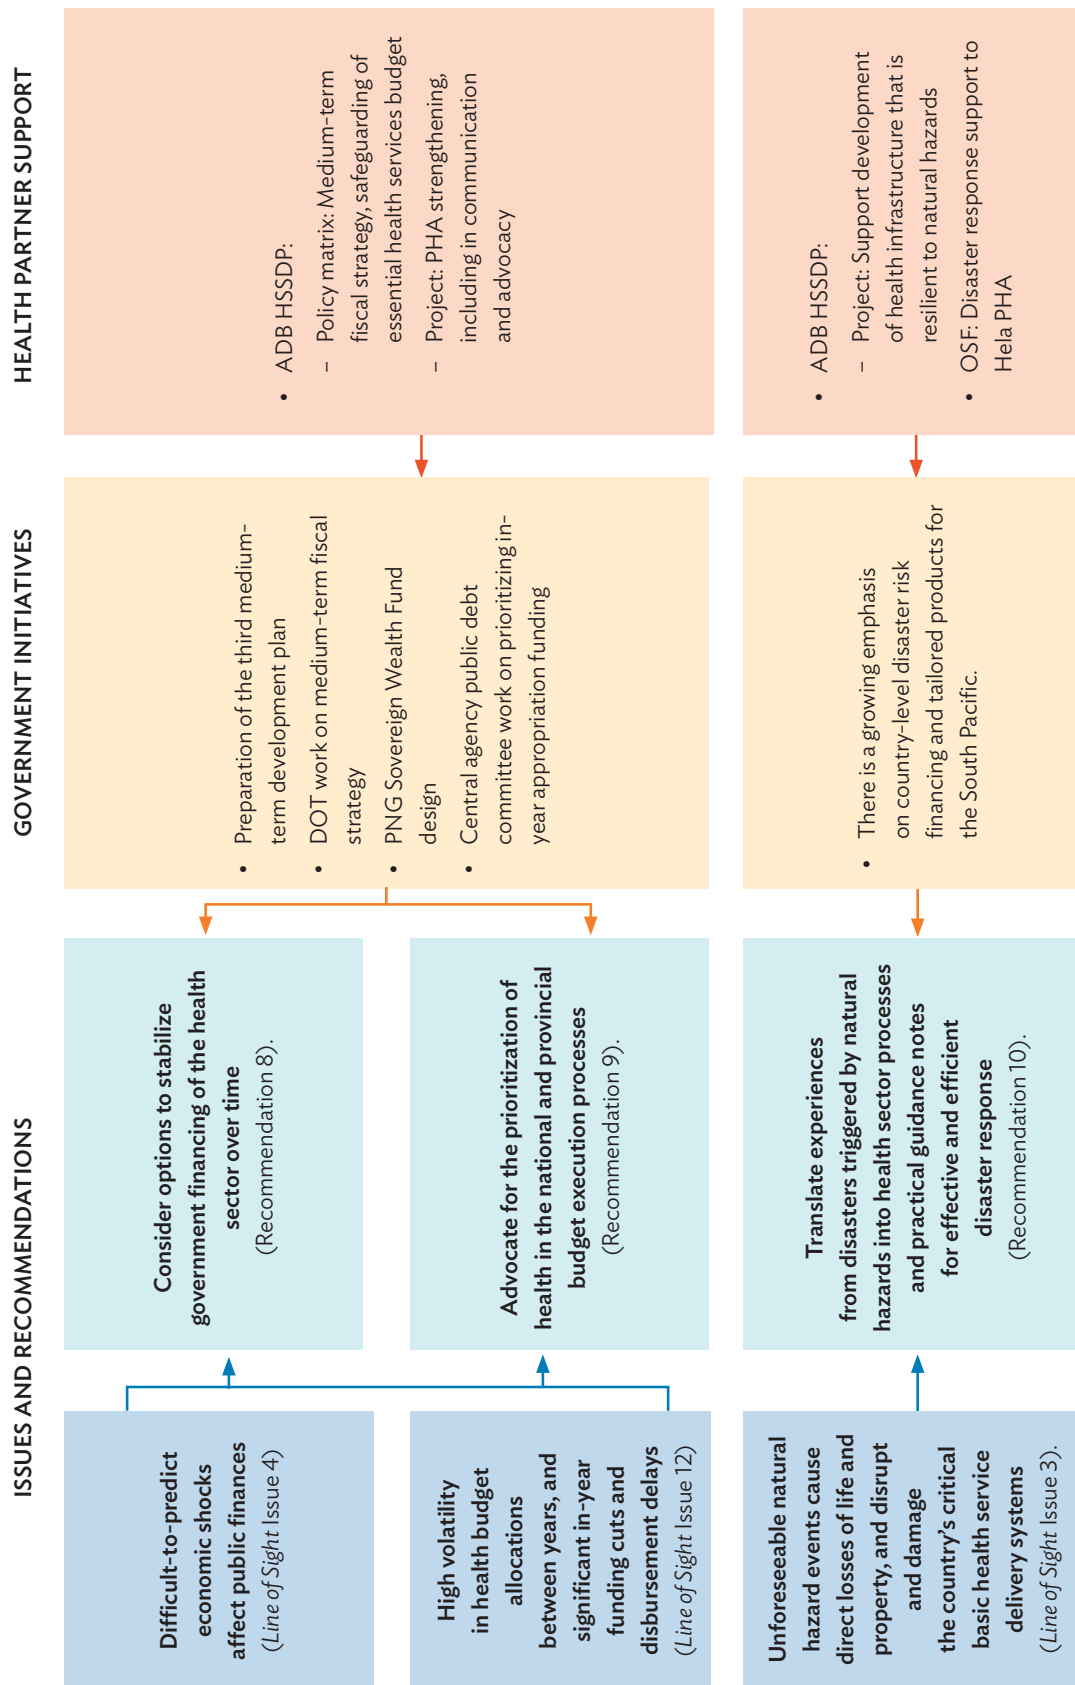 ISSUES AND RECOMMENDATIONS
GOVERNMENT INITIATIVES
HEALTH PARTNER SUPPORT
Difficult-to-predict
economic shocks
affect public finances
(Line of Sight Issue 4)
High volatility
in health budget
allocations
between years, and
significant in-year
funding cuts and
disbursement delays
(Line of Sight Issue 12)
Consider options to stabilize
government financing of the health
sector over time
(Recommendation 8).
Advocate for the prioritization of
health in the national and provincial
budget execution processes
(Recommendation 9).
• Preparation of the third medium-
term development plan
• DOT work on medium-term fiscal
strategy
• PNG Sovereign Wealth Fund
design
• Central agency public debt
committee work on prioritizing in-
year appropriation funding
• ADB HSSDP:
– Policy matrix: Medium-term
fiscal strategy, safeguarding of
essential health services budget
– Project: PHA strengthening,
including in communication
and advocacy
Unforeseeable natural
hazard events cause
direct losses of life and
property, and disrupt
and damage
the country's critical
basic health service
delivery systems
(Line of Sight Issue 3).
Translate experiences
from disasters triggered by natural
hazards into health sector processes
and practical guidance notes
for effective and efficient
disaster response
(Recommendation 10).
• There is a growing emphasis
on country-level disaster risk
financing and tailored products for
the South Pacific.
• ADB HSSDP:
– Project: Support development
of health infrastructure that is
resilient to natural hazards
• OSF: Disaster response support to
Hela PHA